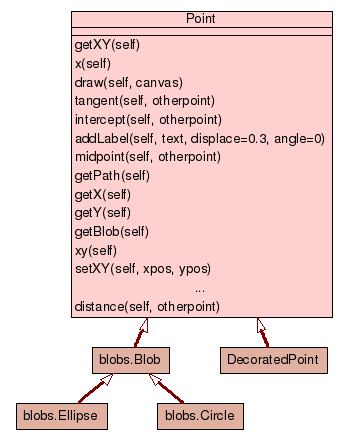 Point
getXY(self)
x(self)
draw(self, canvas)
tangent(self, otherpoint)
intercept(self, otherpoint)
addLabel(self, text, displace=0.3, angle=0)
midpoint(self, otherpoint)
getPath(self)
getX(self)
getY(self)
getBlob(self)
xy(self)
setXY(self, xpos, ypos)
...
distance(self, otherpoint)
blobs.Blob
DecoratedPoint
blobs.Ellipse
blobs.Circle